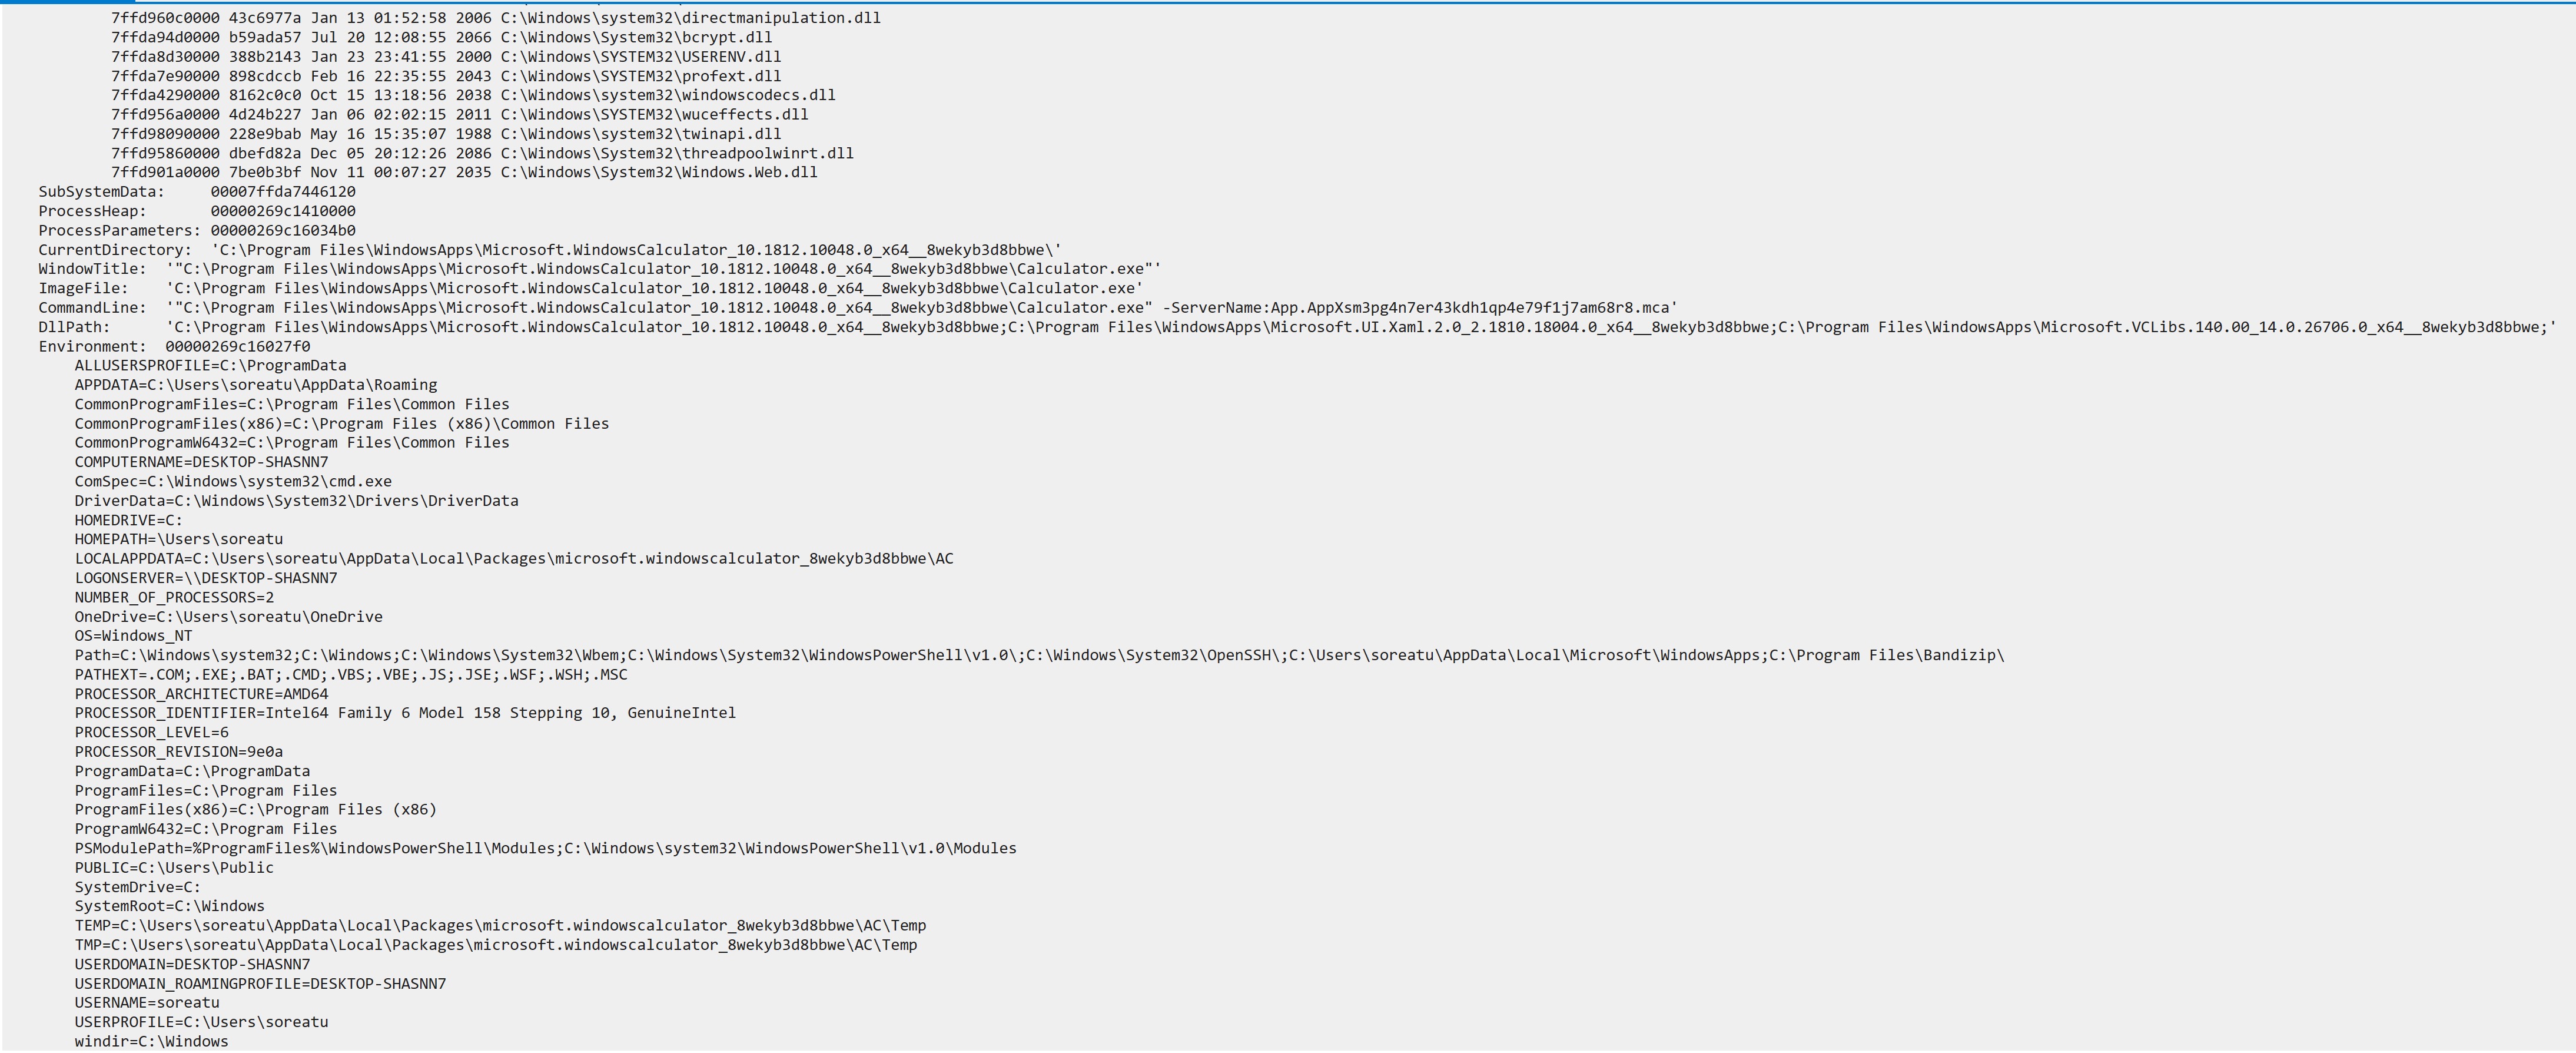 7ffd960c0000 43c6977a Jan 13 01:52:58 2006 C:\Windows\system32\directmanipulation.dll
7ffda94d0000 b59ada57 Jul 20 12:08:55 2066 C:\Windows\System32\bcrypt.dll
7ffda8d30000 388b2143 Jan 23 23:41:55 2000 C:\Windows\SYSTEM32\USERENV.dll
7ffda7e90000 898cdccb Feb 16 22:35:55 2043 C:\Windows\SYSTEM32\profext.dll
7ffda4290000 8162c0c0 Oct 15 13:18:56 2038 C:\Windows\system32\windowscodecs.dll
7ffd956a0000 4d24b227 Jan 06 02:02:15 2011 C:\Windows\SYSTEM32\wuceffects.dll
7ffd98090000 228e9bab May 16 15:35:07 1988 C:\Windows\system32\twinapi.dll
7ffd95860000 dbefd82a Dec 05 20:12:26 2086 C:\Windows\System32\threadpoolwinrt.dll
7ffd901a0000 7be0b3bf Nov 11 00:07:27 2035 C:\Windows\System32\Windows.Web.dll
SubSystemData:     00007ffda7446120
ProcessHeap:       00000269c1410000
ProcessParameters: 00000269c16034b0
CurrentDirectory:  'C:\Program Files\WindowsApps\Microsoft.WindowsCalculator_10.1812.10048.0_x64__8wekyb3d8bbwe\'
WindowTitle:  '"C:\Program Files\WindowsApps\Microsoft.WindowsCalculator_10.1812.10048.0_x64__8wekyb3d8bbwe\Calculator.exe"'
ImageFile:    'C:\Program Files\WindowsApps\Microsoft.WindowsCalculator_10.1812.10048.0_x64__8wekyb3d8bbwe\Calculator.exe'
CommandLine:  '"C:\Program Files\WindowsApps\Microsoft.WindowsCalculator_10.1812.10048.0_x64__8wekyb3d8bbwe\Calculator.exe" -ServerName:App.AppXsm3pg4n7er43kdh1qp4e79f1j7am68r8.mca'
DllPath:      'C:\Program Files\WindowsApps\Microsoft.WindowsCalculator_10.1812.10048.0_x64__8wekyb3d8bbwe;C:\Program Files\WindowsApps\Microsoft.UI.Xaml.2.0_2.1810.18004.0_x64__8wekyb3d8bbwe;C:\Program Files\WindowsApps\Microsoft.VCLibs.140.00_14.0.26706.0_x64__8wekyb3d8bbwe;'
Environment:  00000269c16027f0
ALLUSERSPROFILE=C:\ProgramData
APPDATA=C:\Users\soreatu\AppData\Roaming
CommonProgramFiles=C:\Program Files\Common Files
CommonProgramFiles(x86)=C:\Program Files (x86)\Common Files
CommonProgramW6432=C:\Program Files\Common Files
COMPUTERNAME=DESKTOP-SHASNN7
ComSpec=C:\Windows\system32\cmd.exe
DriverData=C:\Windows\System32\Drivers\DriverData
HOMEDRIVE=C:
HOMEPATH=\Users\soreatu
LOCALAPPDATA=C:\Users\soreatu\AppData\Local\Packages\microsoft.windowscalculator_8wekyb3d8bbwe\AC
LOGONSERVER=\\DESKTOP-SHASNN7
NUMBER_OF_PROCESSORS=2
OneDrive=C:\Users\soreatu\OneDrive
OS=Windows_NT
Path=C:\Windows\system32;C:\Windows;C:\Windows\System32\Wbem;C:\Windows\System32\WindowsPowerShell\v1.0\;C:\Windows\System32\OpenSSH\;C:\Users\soreatu\AppData\Local\Microsoft\WindowsApps;C:\Program Files\Bandizip\
PATHEXT=.COM;.EXE;.BAT;.CMD;.VBS;.VBE;.JS;.JSE;.WSF;.WSH;.MSC
PROCESSOR_ARCHITECTURE=AMD64
PROCESSOR_IDENTIFIER=Intel64 Family 6 Model 158 Stepping 10, GenuineIntel
PROCESSOR_LEVEL=6
PROCESSOR_REVISION=9e0a
ProgramData=C:\ProgramData
ProgramFiles=C:\Program Files
ProgramFiles(x86)=C:\Program Files (x86)
ProgramW6432=C:\Program Files
PSModulePath=%ProgramFiles%\WindowsPowerShell\Modules;C:\Windows\system32\WindowsPowerShell\v1.0\Modules
PUBLIC=C:\Users\Public
SystemDrive=C:
SystemRoot=C:\Windows
TEMP=C:\Users\soreatu\AppData\Local\Packages\microsoft.windowscalculator_8wekyb3d8bbwe\AC\Temp
TMP=C:\Users\soreatu\AppData\Local\Packages\microsoft.windowscalculator_8wekyb3d8bbwe\AC\Temp
USERDOMAIN=DESKTOP-SHASNN7
USERDOMAIN_ROAMINGPROFILE=DESKTOP-SHASNN7
USERNAME=soreatu
USERPROFILE=C:\Users\soreatu
windir=C:\Windows